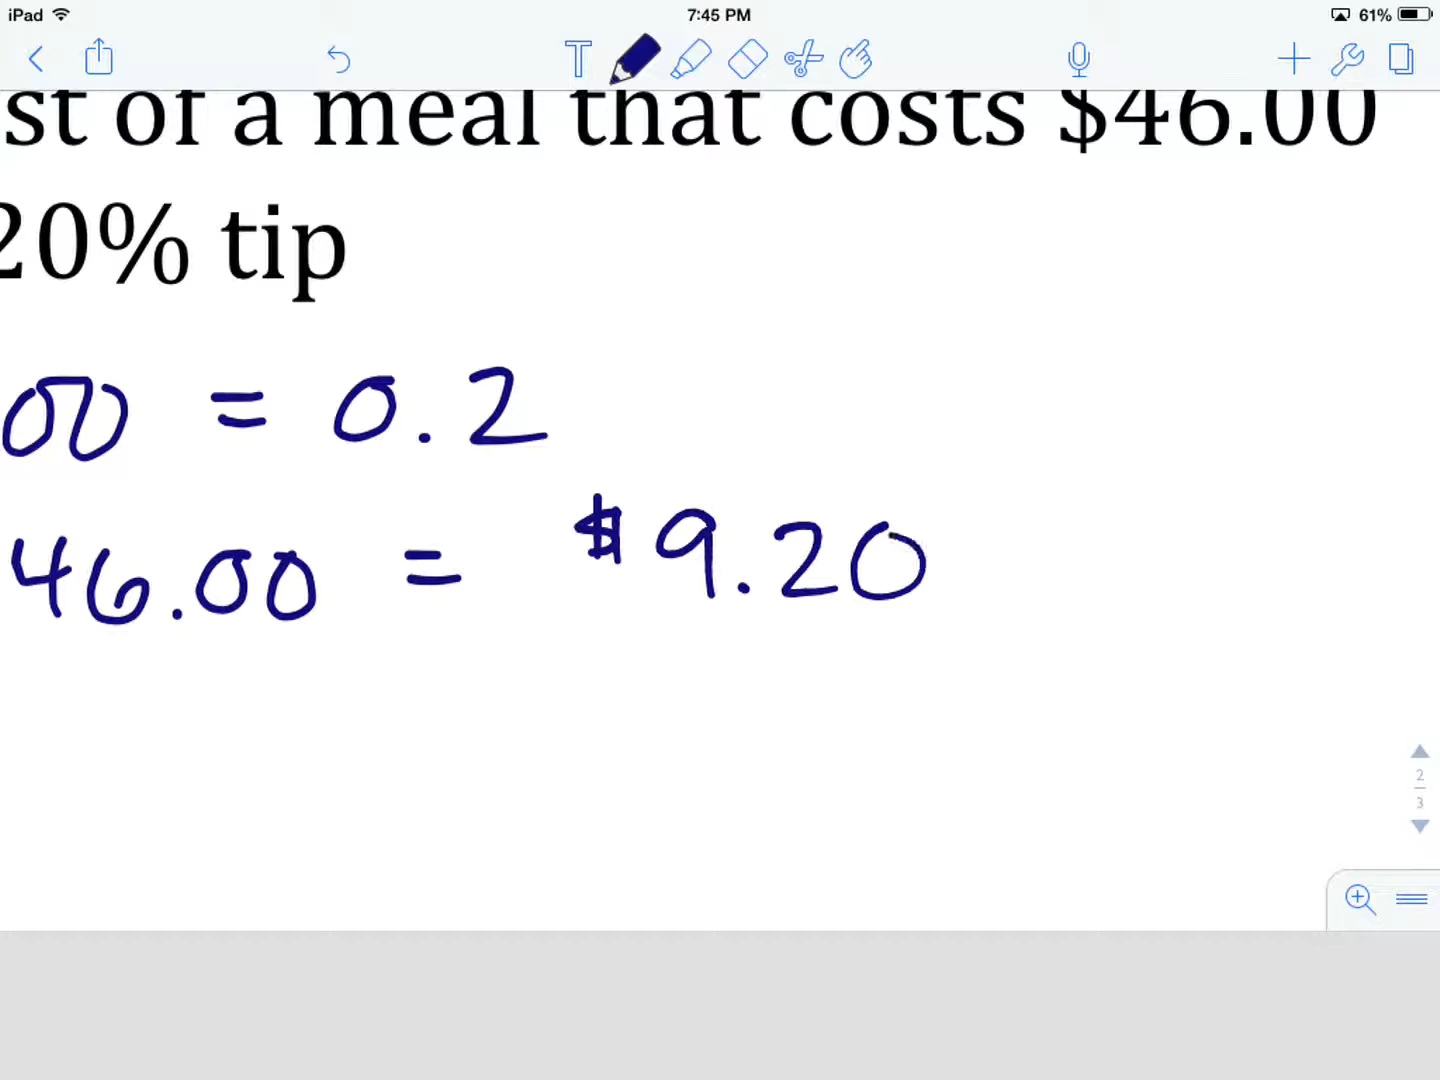 iPad 7:45 PM 61%
T
st of a meal that costs $46.00
20% tip
00 = 0.2
46.00 = $9.20
2
3